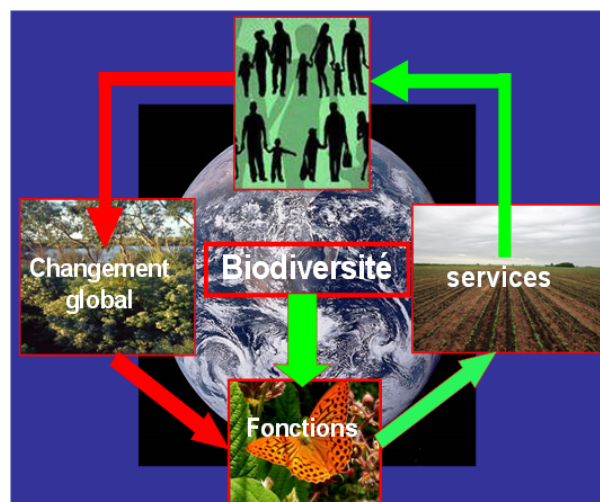 Changement
global
Biodiversité
services
Fonctions